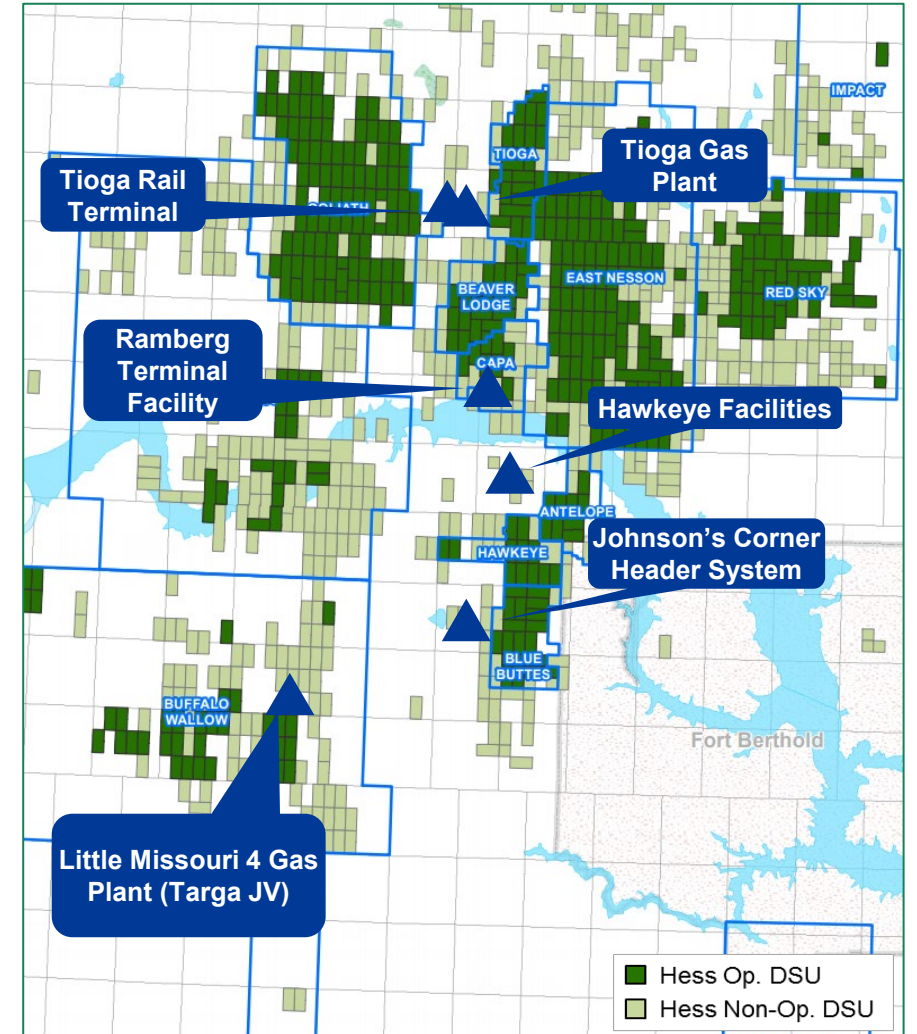 IMPACT
TIOGA
Tioga Gas
Plant
Tioga Rail
Terminal
GOLIATH
EAST NESSON
RED SKY
BEAVER
LODGE
Ramberg
Terminal
Facility
CAPA
Hawkeye Facilities
ANTELOPE
HAWKEYE
Johnson's Corner
Header System
BLUE
BUTTES
BUFFALO
WALLOW
Fort Berthold
Little Missouri 4 Gas
Plant (Targa JV)
Hess Op. DSU
Hess Non-Op. DSU